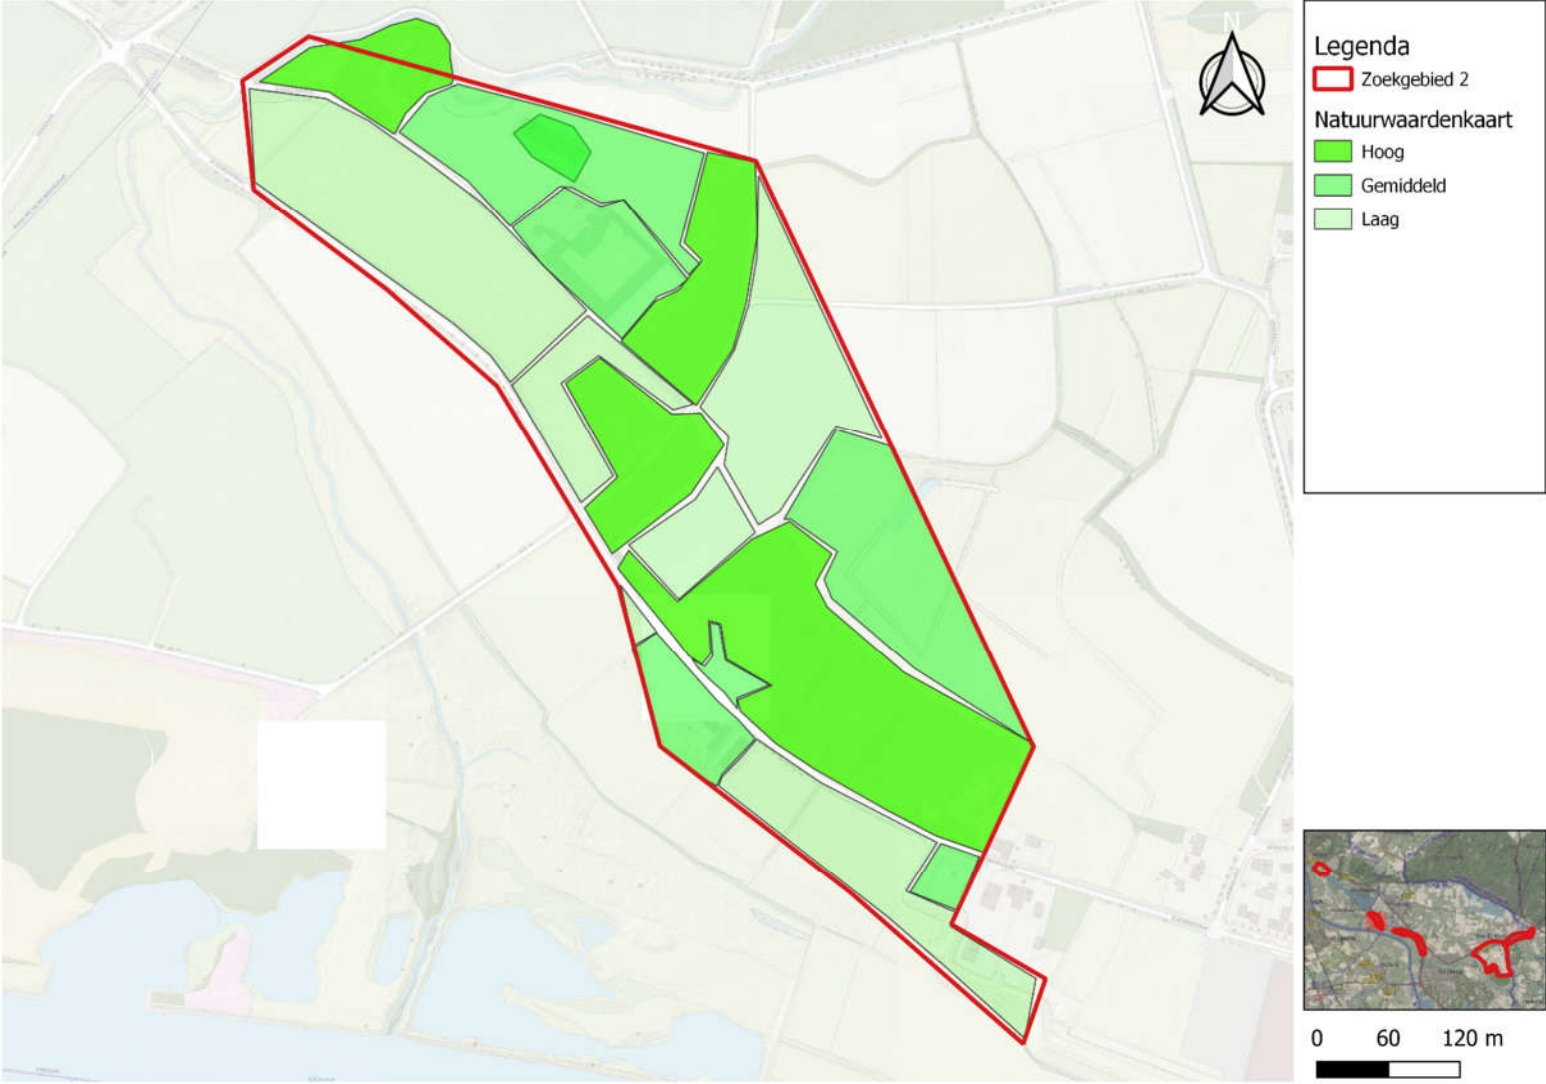 N
Legenda
Zoekgebied 2
Natuurwaardenkaart
Hoog
Gemiddeld
Laag
0 60 120 m